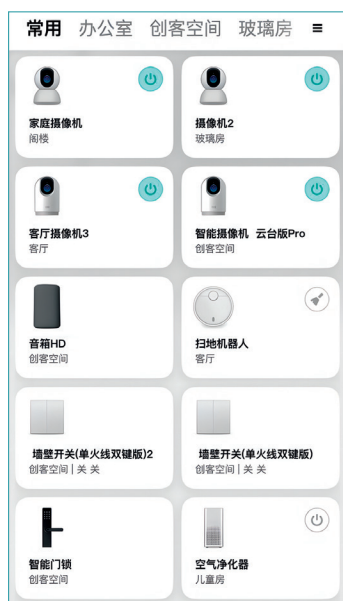 常用 办公室 创客空间 玻璃房
家庭摄像机
阁楼
摄像机2
玻璃房
客厅摄像机3
客厅
智能摄像机 云台版Pro
创客空间
音箱HD
创客空间
扫地机器人
客厅
墙壁开关(单火线双键版)2
创客空间 | 关 关
墙壁开关(单火线双键版)
创客空间 | 关 关
智能门锁
创客空间
空气净化器
儿童房